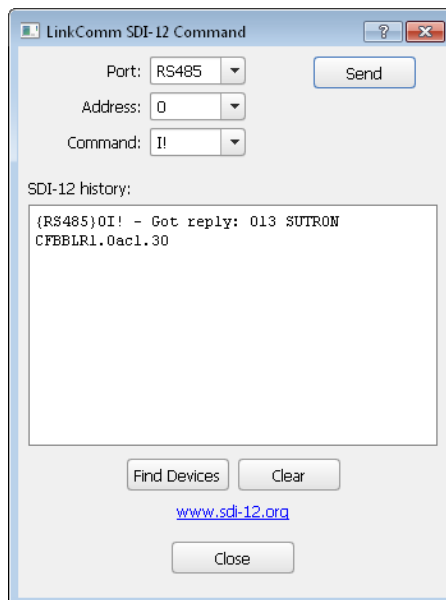 LinkComm SDI-12 Command
Port: RS485
Send
Address: 0
Command: I!
SDI-12 history:
{RS485}0I! - Got reply: 013 SUTRON
CFBBLR1.0ac1.30
Find Devices Clear
www.sdi-12.org
Close